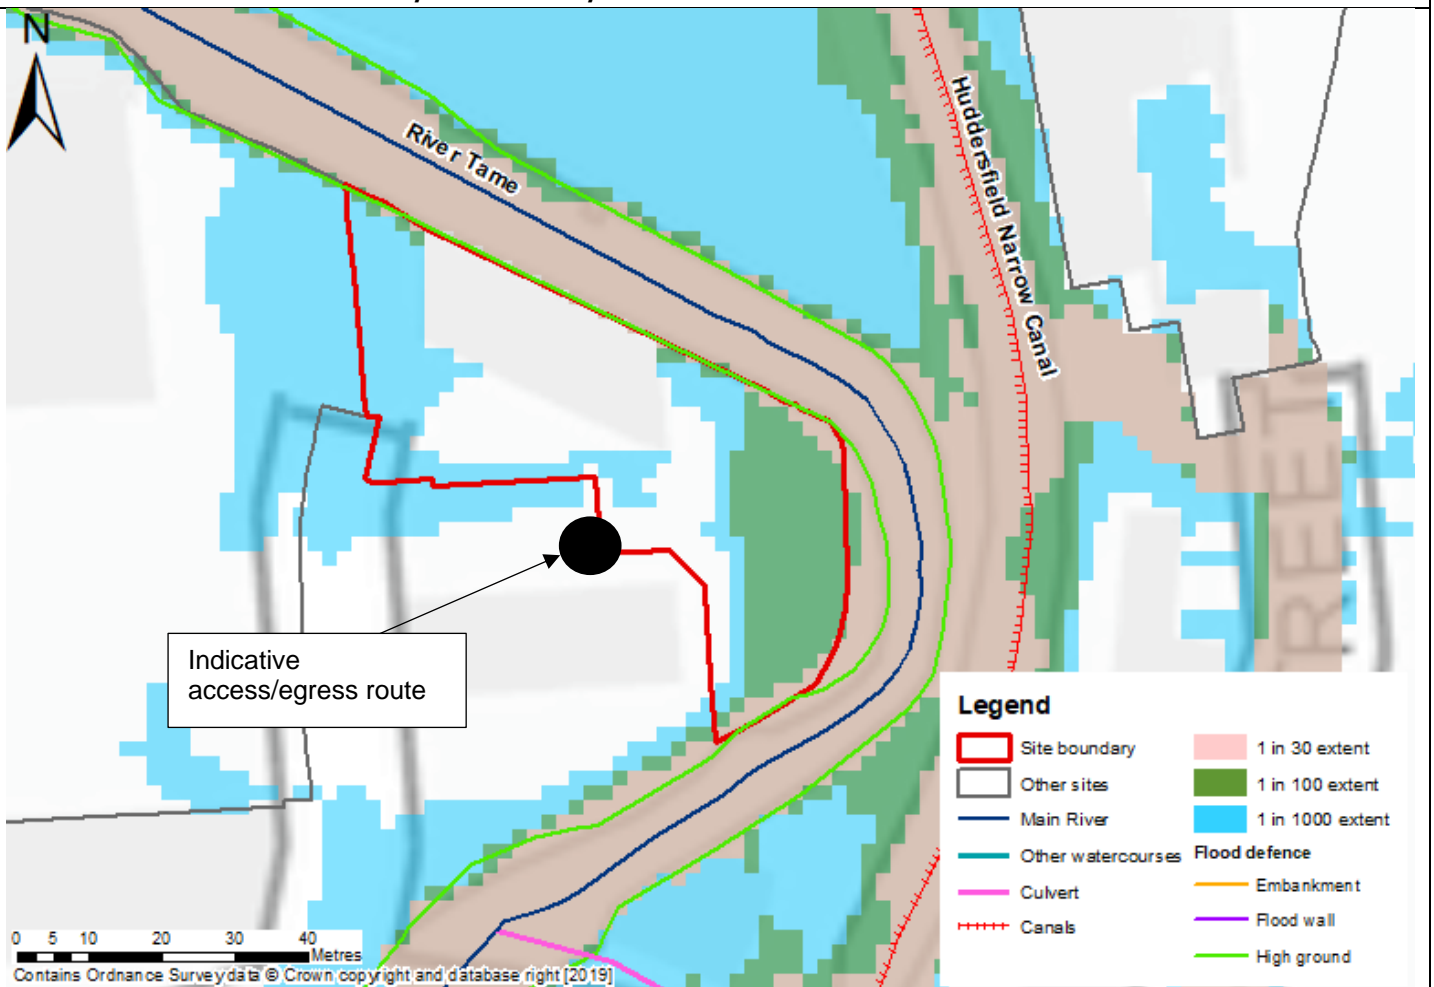 N
River Tame
Huddersfield Narrow Canal
TREET
Indicative
access/egress route
Legend
Site boundary
Other sites
Main River
Other watercourses
Culvert
Canals
1 in 30 extent
1 in 100 extent
1 in 1000 extent
Flood defence
Embankment
Flood wall
High ground
0 5 10 20 30 40
Metres
Contains Ordnance Survey data © Crown copyright and database right [2019]